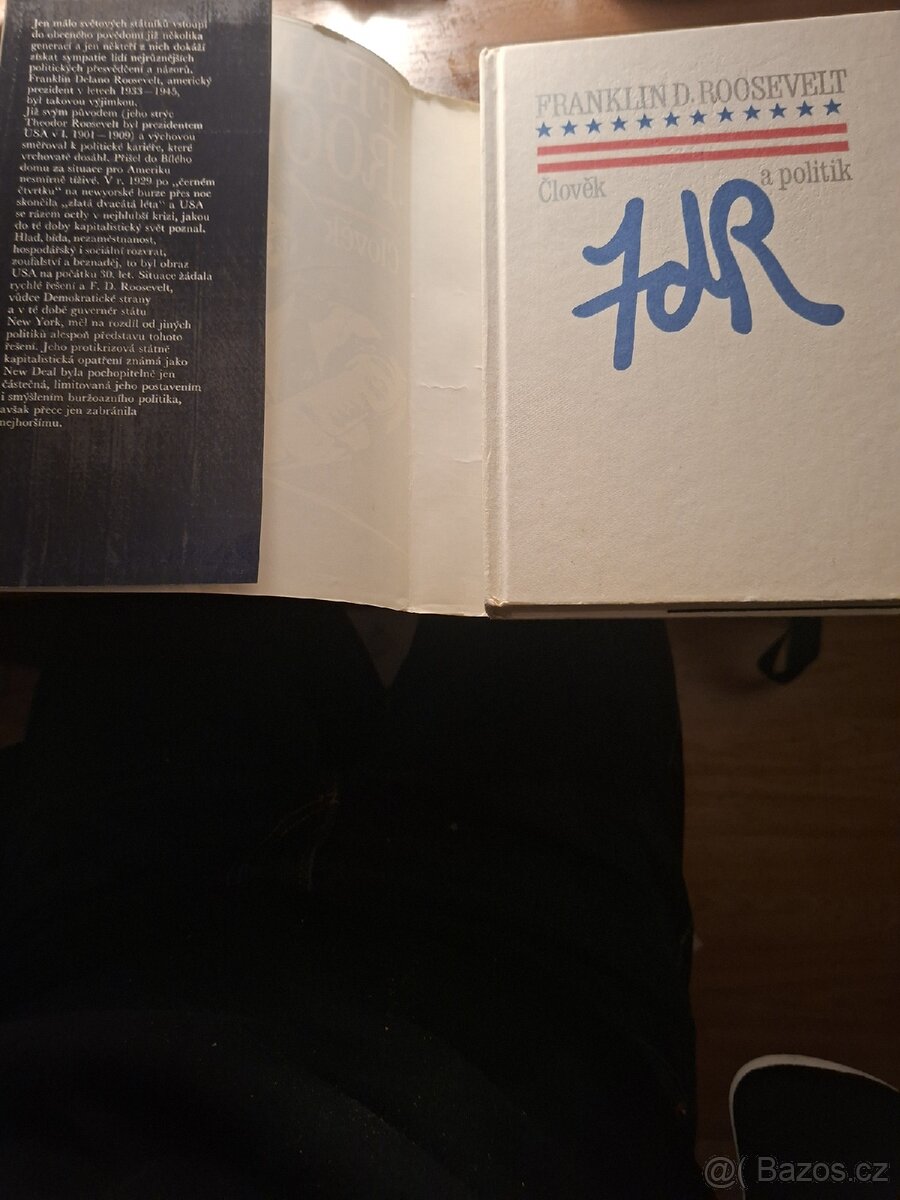 Jen málo světových státníků vstoupí
do obecného povědomí již několika
generací a jen někteří z nich dokáží
získat sympatie lidí nejrůznějších
politických přesvědčení a názorů.
Franklin Delano Roosevelt, americký
prezident v letech 1933—1945,
byl takovou výjimkou.
Již svým původem (jeho strýc
Theodor Roosevelt byl prezidentem
USA v l. 1901—1909) a výchovou
směřoval k politické kariéře, které
vrchovatě dosáhl. Přišel do Bílého
domu za situace pro Ameriku
nesmírně tíživé. V r. 1929 po „černém
čtvrtku“ na newyorské burze přes noc
skončila „zlatá dvacátá léta“ a USA
se rázem octly v nejhlubší krizi, jakou
do té doby kapitalistický svět poznal.
Hlad, bída, nezaměstnanost,
hospodářský i sociální rozvrat,
zoufalství a beznaděj, to byl obraz
USA na počátku 30. let. Situace žádala
rychlé řešení a F. D. Roosevelt,
vůdce Demokratické strany
a v té době guvernér státu
New York, měl na rozdíl od jiných
politiků alespoň představu tohoto
řešení. Jeho protikrizová státně
kapitalistická opatření známá jako
New Deal byla pochopitelně jen
částečná, limitovaná jeho postavením
i smýšlením buržoazního politika,
avšak přece jen zabránila
nejhoršímu.
FRANKLIN D. ROOSEVELT
Člověk a politik
FdR
@( Bazos.cz